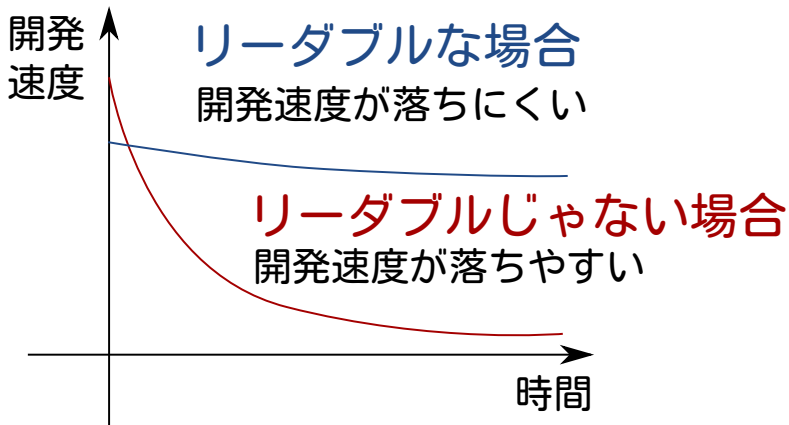 開発
速度
リーダブルな場合
開発速度が落ちにくい
リーダブルじゃない場合
開発速度が落ちやすい
時間